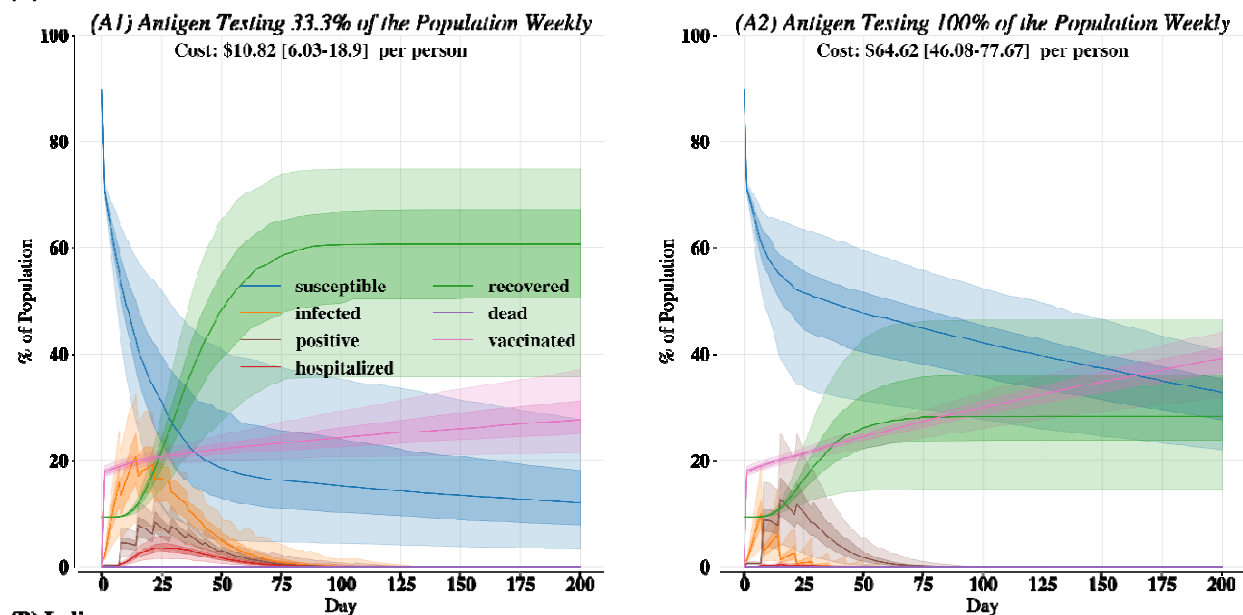 (A1) Antigen Testing 33.3% of the Population Weekly
Cost: $10.82 [6.03-18.9] per person
100
80
60
40
20
0
% of Population
susceptible
infected
positive
hospitalized
recovered
dead
vaccinated
0 25 50 75 100 125 150 175 200
Day
(A2) Antigen Testing 100% of the Population Weekly
Cost: $64.62 [46.08-77.67] per person
100
80
60
40
20
0
% of Population
0 25 50 75 100 125 150 175 200
Day